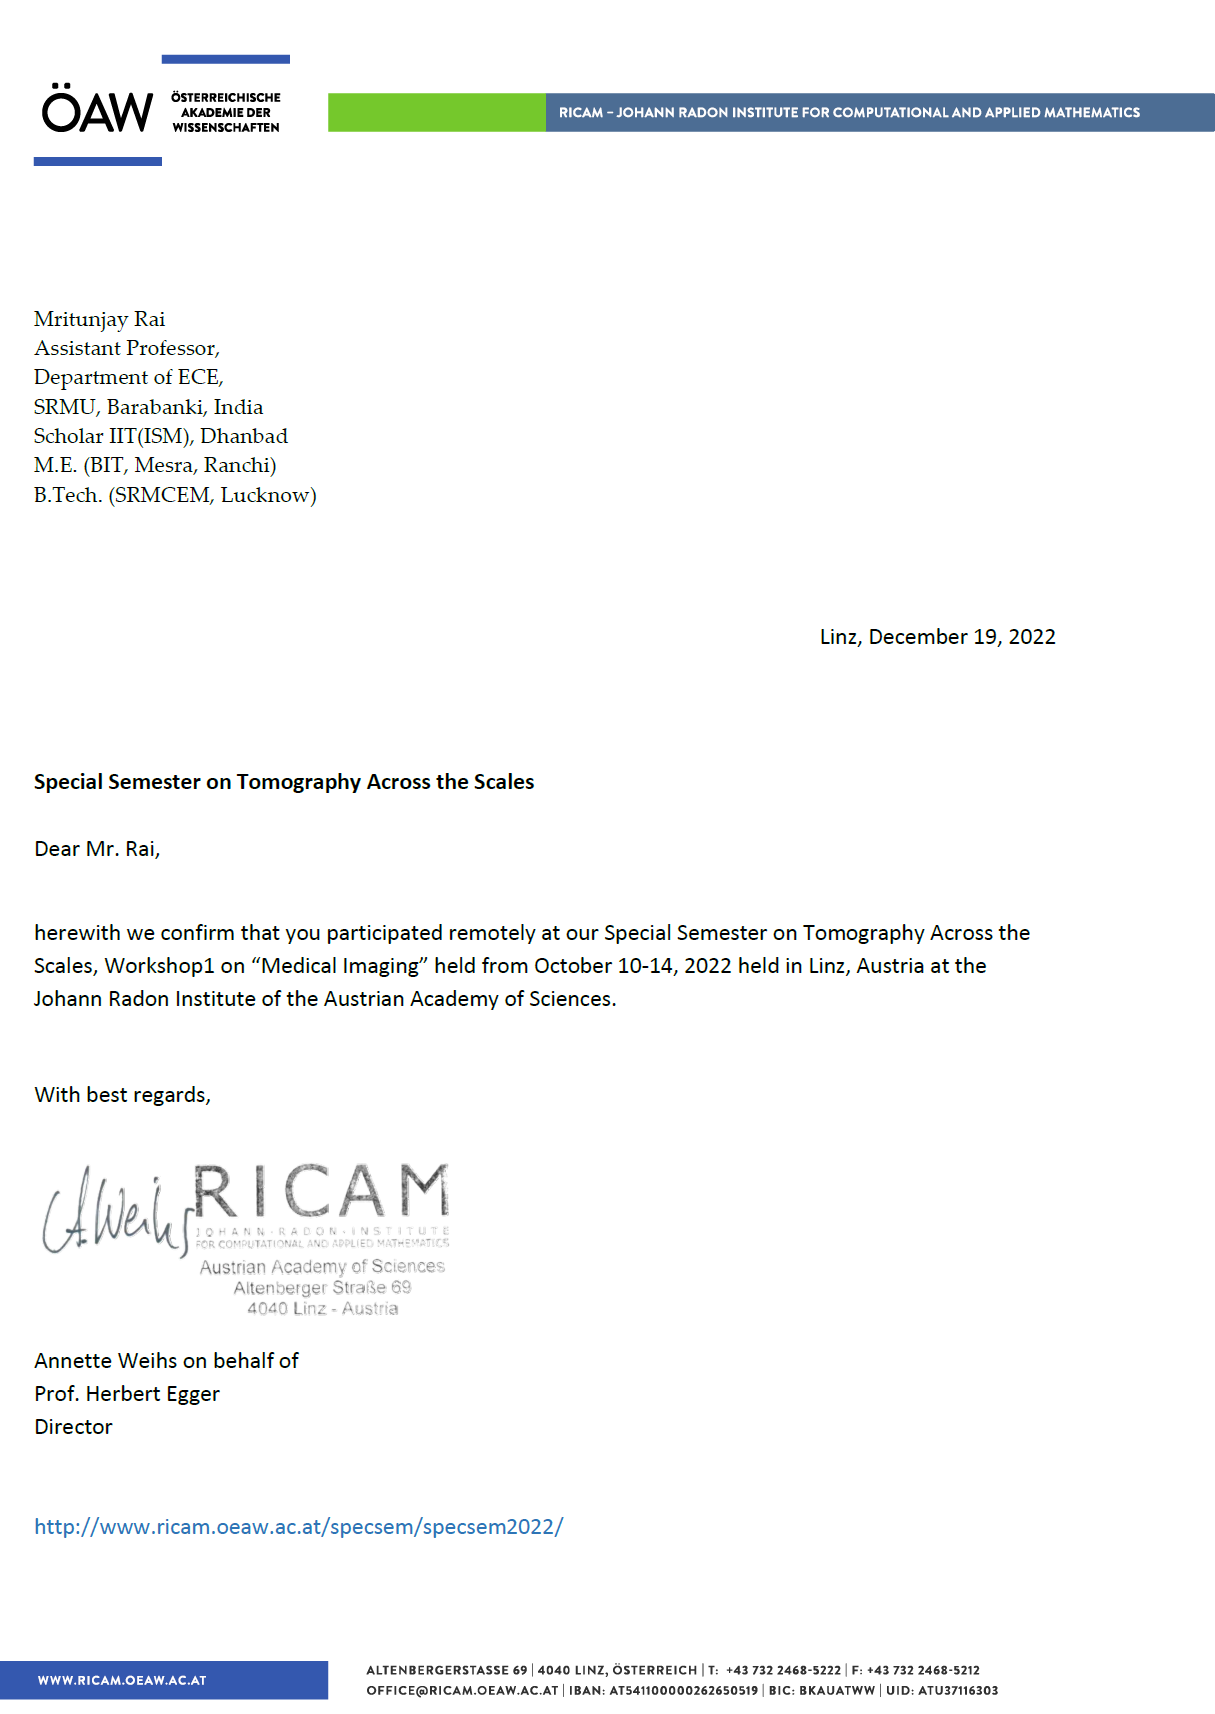 ÖAW
ÖSTERREICHISCHE
AKADEMIE DER
WISSENSCHAFTEN
RICAM – JOHANN RADON INSTITUTE FOR COMPUTATIONAL AND APPLIED MATHEMATICS
Mritunjay Rai
Assistant Professor,
Department of ECE,
SRMU, Barabanki, India
Scholar IIT(ISM), Dhanbad
M.E. (BIT, Mesra, Ranchi)
B.Tech. (SRMCEM, Lucknow)
Linz, December 19, 2022
Special Semester on Tomography Across the Scales
Dear Mr. Rai,
herewith we confirm that you participated remotely at our Special Semester on Tomography Across the
Scales, Workshop1 on “Medical Imaging” held from October 10-14, 2022 held in Linz, Austria at the
Johann Radon Institute of the Austrian Academy of Sciences.
With best regards,
A Weihs
RICAM
JOHANN-RADON-INSTITUTE
FOR COMPUTATIONAL AND APPLIED MATHEMATICS
Austrian Academy of Sciences
Altenberger Straße 69
4040 Linz - Austria
Annette Weihs on behalf of
Prof. Herbert Egger
Director
http://www.ricam.oeaw.ac.at/specsem/specsem2022/
WWW.RICAM.OEAW.AC.AT
ALTENBERGERSTASSE 69 | 4040 LINZ, ÖSTERREICH | T: +43 732 2468-5222 | F: +43 732 2468-5212
OFFICE@RICAM.OEAW.AC.AT | IBAN: AT541100000262650519 | BIC: BKAUATWW | UID: ATU37116303